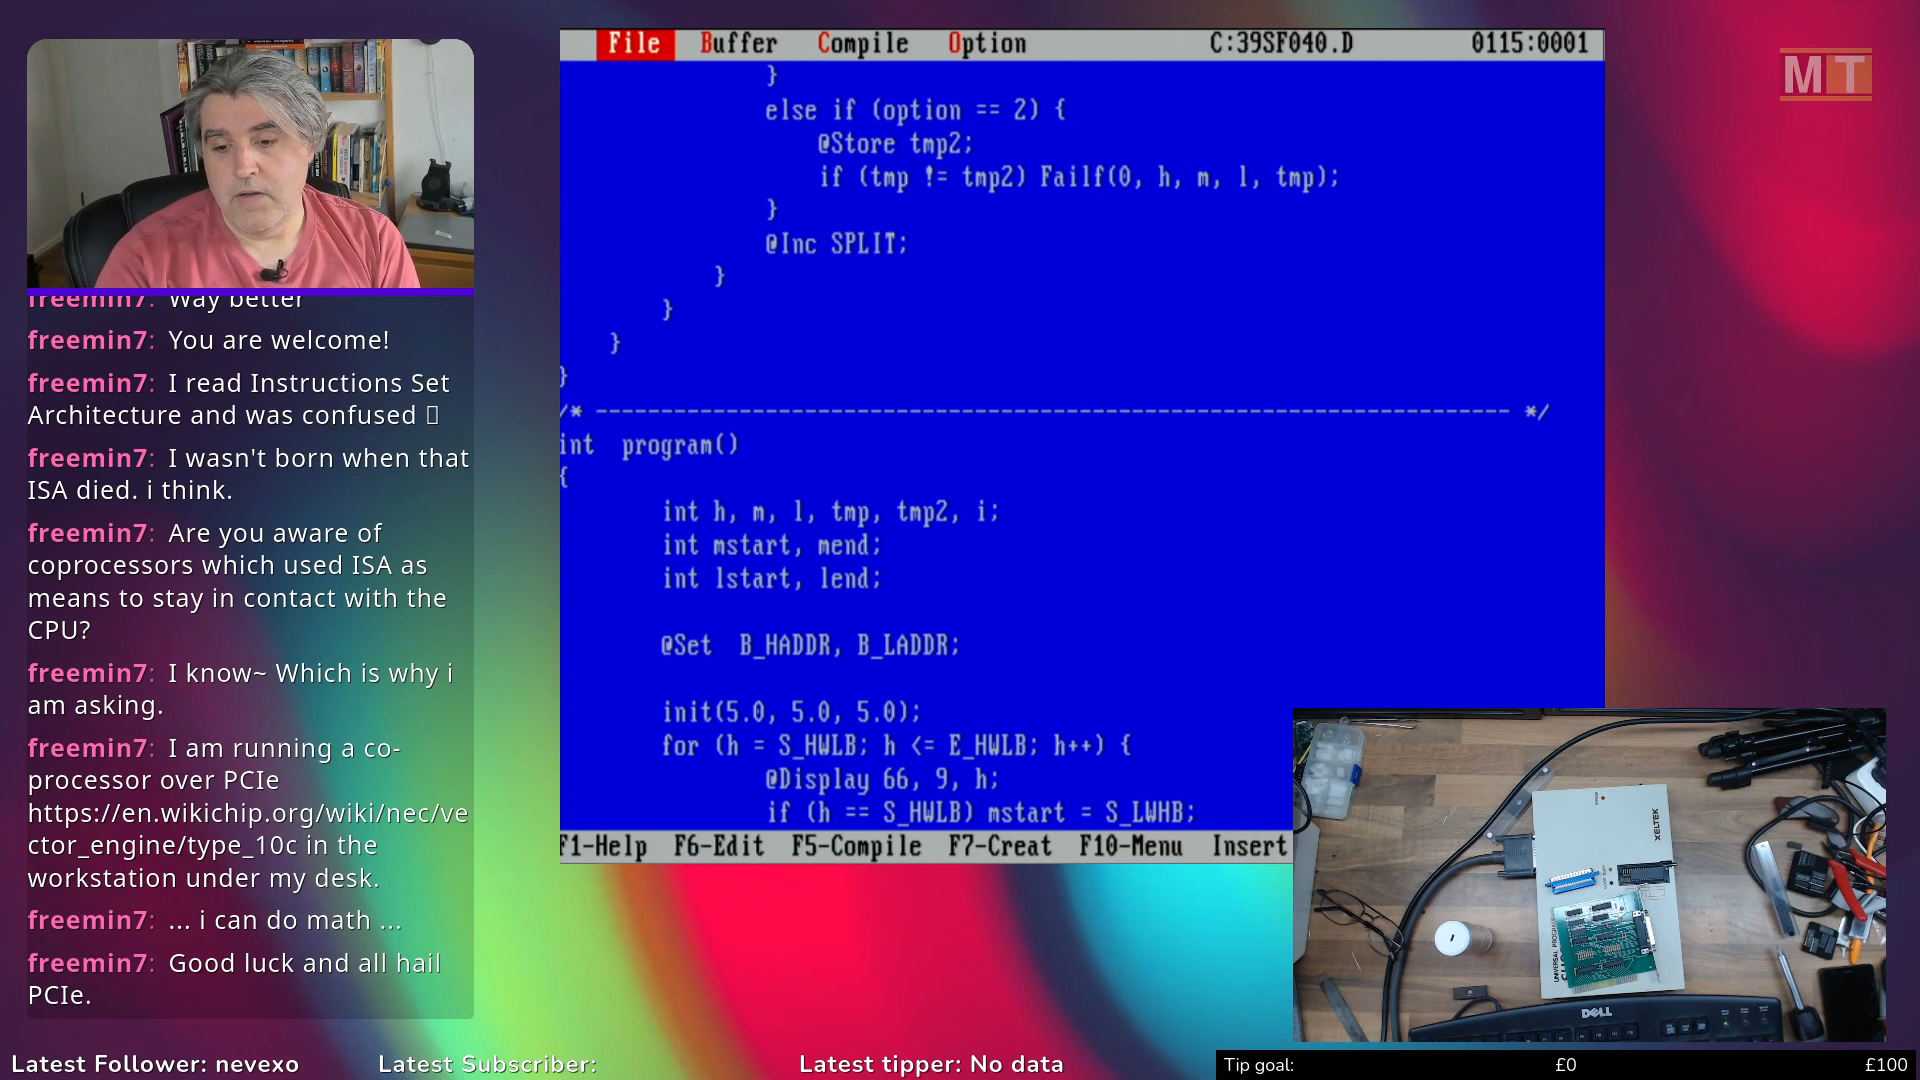 freemin7: Way better
freemin7: You are welcome!
freemin7: I read Instructions Set
Architecture and was confused
freemin7: I wasn't born when that
ISA died. i think.
freemin7: Are you aware of
coprocessors which used ISA as
means to stay in contact with the
CPU?
freemin7: I know~ Which is why i
am asking.
freemin7: I am running a co-
processor over PCIe
https://en.wikichip.org/wiki/nec/ve
ctor_engine/type_10c in the
workstation under my desk.
freemin7: ... i can do math ...
freemin7: Good luck and all hail
PCIe.
File Buffer Compile Option C:39SF040.D 0115:0001
}
else if (option == 2) {
@Store tmp2;
if (tmp != tmp2) Failf(0, h, m, l, tmp);
}
@Inc SPLIT;
}
}
}
}
/* ---------------------------------------------------------------------- */
int program()
{
int h, m, l, tmp, tmp2, i;
int mstart, mend;
int lstart, lend;
@Set B_HADDR, B_LADDR;
init(5.0, 5.0, 5.0);
for (h = S_HWLB; h <= E_HWLB; h++) {
@Display 66, 9, h;
if (h == S_HWLB) mstart = S_LWHB;
F1-Help F6-Edit F5-Compile F7-Creat F10-Menu Insert
MT
XELTEK
DELL
Latest Follower: nevexo
Latest Subscriber:
Latest tipper: No data
Tip goal: £0 £100